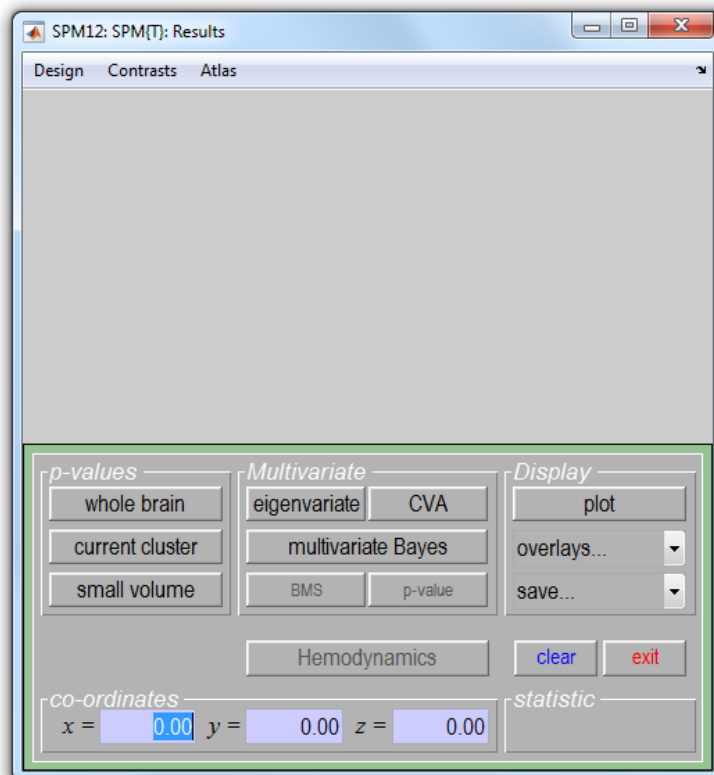 SPM12: SPM{T}: Results
Design Contrasts Atlas
p-values Multivariate Display
whole brain eigenvariate CVA plot
current cluster multivariate Bayes overlays...
small volume BMS p-value save...
Hemodynamics clear exit
co-ordinates statistic
x = 0.00 y = 0.00 z = 0.00